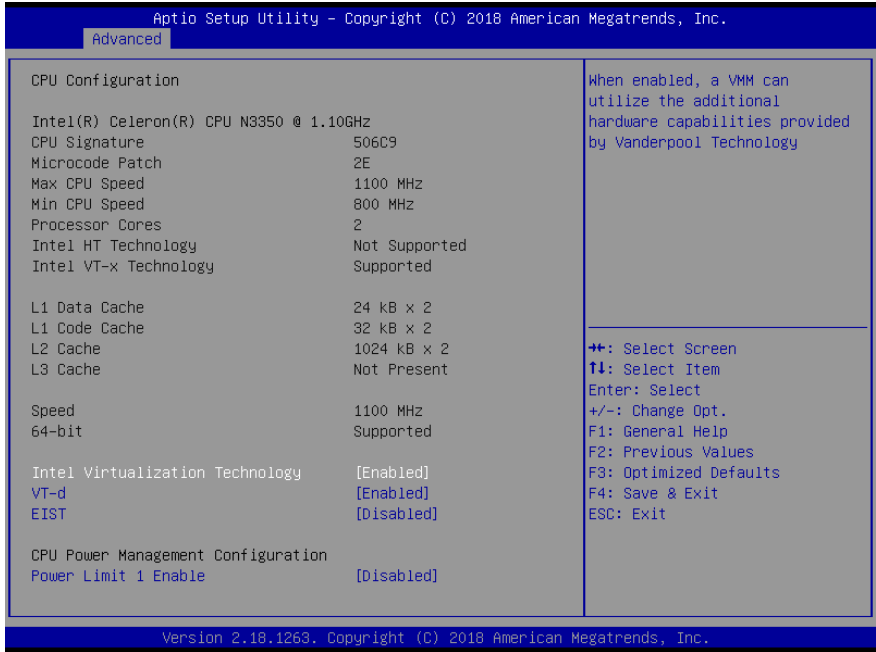 Aptio Setup Utility – Copyright (C) 2018 American Megatrends, Inc.
Advanced
CPU Configuration
Intel(R) Celeron(R) CPU N3350 @ 1.10GHz
CPU Signature 506C9
Microcode Patch 2E
Max CPU Speed 1100 MHz
Min CPU Speed 800 MHz
Processor Cores 2
Intel HT Technology Not Supported
Intel VT-x Technology Supported
L1 Data Cache 24 kB x 2
L1 Code Cache 32 kB x 2
L2 Cache 1024 kB x 2
L3 Cache Not Present
Speed 1100 MHz
64-bit Supported
Intel Virtualization Technology [Enabled]
VT-d [Enabled]
EIST [Disabled]
CPU Power Management Configuration
Power Limit 1 Enable [Disabled]
When enabled, a VMM can
utilize the additional
hardware capabilities provided
by Vanderpool Technology
→←: Select Screen
↑↓: Select Item
Enter: Select
+/-: Change Opt.
F1: General Help
F2: Previous Values
F3: Optimized Defaults
F4: Save & Exit
ESC: Exit
Version 2.18.1263. Copyright (C) 2018 American Megatrends, Inc.